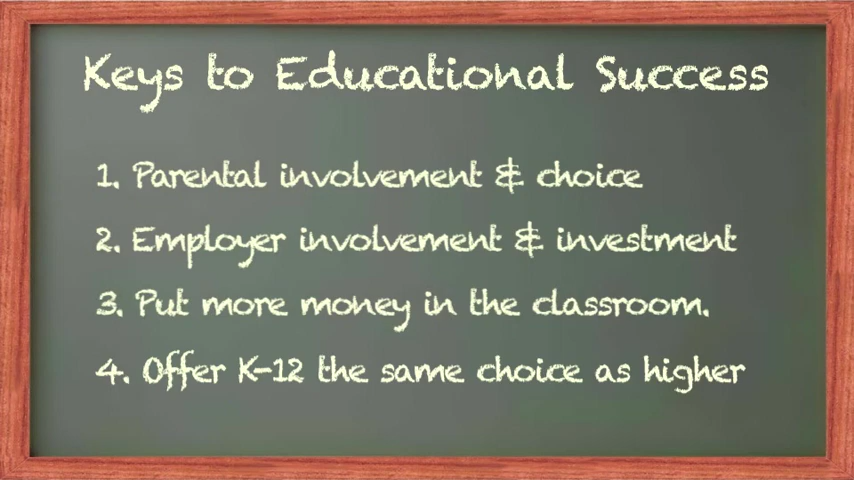 Keys to Educational Success
1. Parental involvement & choice
2. Employer involvement & investment
3. Put more money in the classroom.
4. Offer K-12 the same choice as higher